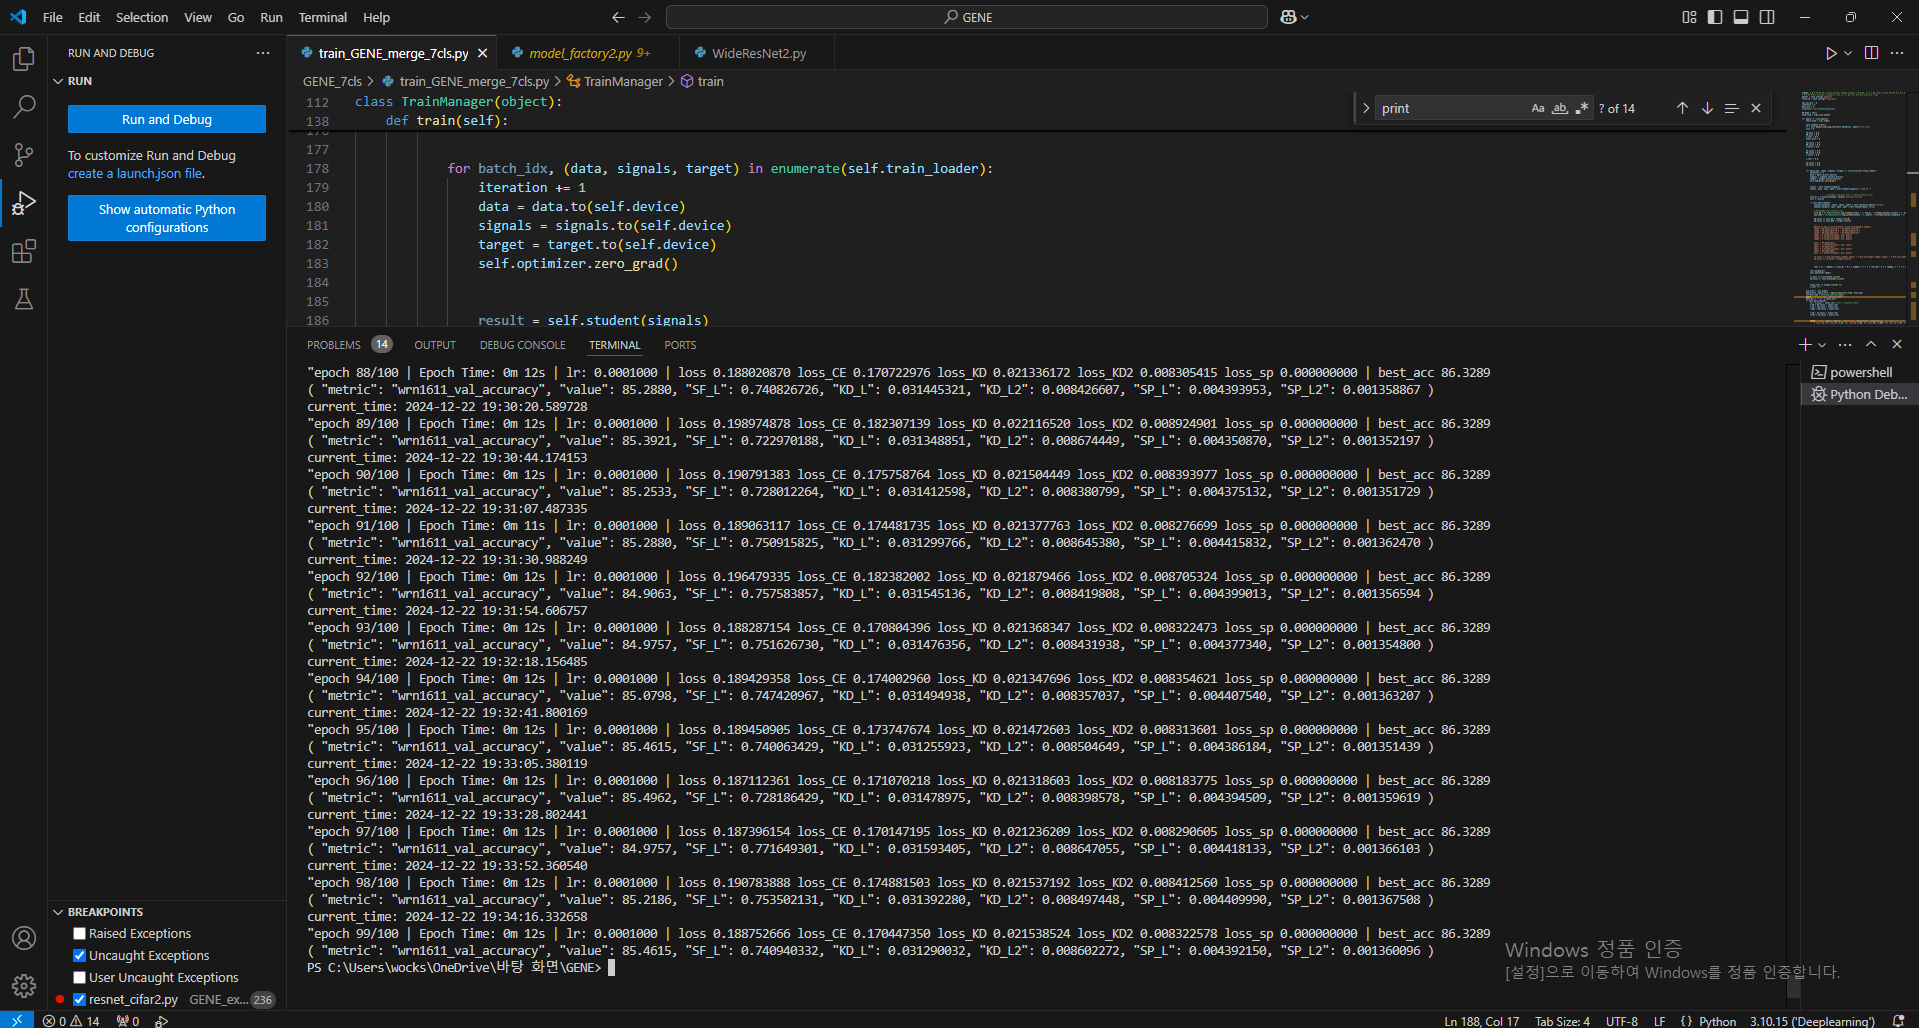 File Edit Selection View Go Run Terminal Help
GENE
RUN AND DEBUG
RUN
Run and Debug
To customize Run and Debug
create a launch.json file.
Show automatic Python
configurations
train_GENE_merge_7cls.py
model_factory2.py 9+
WideResNet2.py
GENE_7cls > train_GENE_merge_7cls.py > TrainManager > train
112 class TrainManager(object):
138 def train(self):
print
Aa ab .* ? of 14
177
178 for batch_idx, (data, signals, target) in enumerate(self.train_loader):
179 iteration += 1
180 data = data.to(self.device)
181 signals = signals.to(self.device)
182 target = target.to(self.device)
183 self.optimizer.zero_grad()
184
185
186 result = self.student(signals)
PROBLEMS 14 OUTPUT DEBUG CONSOLE TERMINAL PORTS
powershell
Python Deb...
"epoch 88/100 | Epoch Time: 0m 12s | lr: 0.0001000 | loss 0.188020870 loss_CE 0.170722976 loss_KD 0.021336172 loss_KD2 0.008305415 loss_sp 0.000000000 | best_acc 86.3289
( "metric": "wrn1611_val_accuracy", "value": 85.2880, "SF_L": 0.740826726, "KD_L": 0.031445321, "KD_L2": 0.008426607, "SP_L": 0.004393953, "SP_L2": 0.001358867 )
current_time: 2024-12-22 19:30:20.589728
"epoch 89/100 | Epoch Time: 0m 12s | lr: 0.0001000 | loss 0.198974878 loss_CE 0.182307139 loss_KD 0.022116520 loss_KD2 0.008924901 loss_sp 0.000000000 | best_acc 86.3289
( "metric": "wrn1611_val_accuracy", "value": 85.3921, "SF_L": 0.722970188, "KD_L": 0.031348851, "KD_L2": 0.008674449, "SP_L": 0.004350870, "SP_L2": 0.001352197 )
current_time: 2024-12-22 19:30:44.174153
"epoch 90/100 | Epoch Time: 0m 12s | lr: 0.0001000 | loss 0.190791383 loss_CE 0.175758764 loss_KD 0.021504449 loss_KD2 0.008393977 loss_sp 0.000000000 | best_acc 86.3289
( "metric": "wrn1611_val_accuracy", "value": 85.2533, "SF_L": 0.728012264, "KD_L": 0.031412598, "KD_L2": 0.008380799, "SP_L": 0.004375132, "SP_L2": 0.001351729 )
current_time: 2024-12-22 19:31:07.487335
"epoch 91/100 | Epoch Time: 0m 11s | lr: 0.0001000 | loss 0.189063117 loss_CE 0.174481735 loss_KD 0.021377763 loss_KD2 0.008276699 loss_sp 0.000000000 | best_acc 86.3289
( "metric": "wrn1611_val_accuracy", "value": 85.2880, "SF_L": 0.750915825, "KD_L": 0.031299766, "KD_L2": 0.008645380, "SP_L": 0.004415832, "SP_L2": 0.001362470 )
current_time: 2024-12-22 19:31:30.988249
"epoch 92/100 | Epoch Time: 0m 12s | lr: 0.0001000 | loss 0.196479335 loss_CE 0.182382002 loss_KD 0.021879466 loss_KD2 0.008705324 loss_sp 0.000000000 | best_acc 86.3289
( "metric": "wrn1611_val_accuracy", "value": 84.9063, "SF_L": 0.757583857, "KD_L": 0.031545136, "KD_L2": 0.008419808, "SP_L": 0.004399013, "SP_L2": 0.001356594 )
current_time: 2024-12-22 19:31:54.606757
"epoch 93/100 | Epoch Time: 0m 12s | lr: 0.0001000 | loss 0.188287154 loss_CE 0.170804396 loss_KD 0.021368347 loss_KD2 0.008322473 loss_sp 0.000000000 | best_acc 86.3289
( "metric": "wrn1611_val_accuracy", "value": 84.9757, "SF_L": 0.751626730, "KD_L": 0.031476356, "KD_L2": 0.008431938, "SP_L": 0.004377340, "SP_L2": 0.001354800 )
current_time: 2024-12-22 19:32:18.156485
"epoch 94/100 | Epoch Time: 0m 12s | lr: 0.0001000 | loss 0.189429358 loss_CE 0.174002960 loss_KD 0.021347696 loss_KD2 0.008354621 loss_sp 0.000000000 | best_acc 86.3289
( "metric": "wrn1611_val_accuracy", "value": 85.0798, "SF_L": 0.747420967, "KD_L": 0.031494938, "KD_L2": 0.008357037, "SP_L": 0.004407540, "SP_L2": 0.001363207 )
current_time: 2024-12-22 19:32:41.800169
"epoch 95/100 | Epoch Time: 0m 12s | lr: 0.0001000 | loss 0.189450905 loss_CE 0.173747674 loss_KD 0.021472603 loss_KD2 0.008313601 loss_sp 0.000000000 | best_acc 86.3289
( "metric": "wrn1611_val_accuracy", "value": 85.4615, "SF_L": 0.740063429, "KD_L": 0.031255923, "KD_L2": 0.008504649, "SP_L": 0.004386184, "SP_L2": 0.001351439 )
current_time: 2024-12-22 19:33:05.380119
"epoch 96/100 | Epoch Time: 0m 12s | lr: 0.0001000 | loss 0.187112361 loss_CE 0.171070218 loss_KD 0.021318603 loss_KD2 0.008183775 loss_sp 0.000000000 | best_acc 86.3289
( "metric": "wrn1611_val_accuracy", "value": 85.4962, "SF_L": 0.728186429, "KD_L": 0.031478975, "KD_L2": 0.008398578, "SP_L": 0.004394509, "SP_L2": 0.001359619 )
current_time: 2024-12-22 19:33:28.802441
"epoch 97/100 | Epoch Time: 0m 12s | lr: 0.0001000 | loss 0.187396154 loss_CE 0.170147195 loss_KD 0.021236209 loss_KD2 0.008290605 loss_sp 0.000000000 | best_acc 86.3289
( "metric": "wrn1611_val_accuracy", "value": 84.9757, "SF_L": 0.771649301, "KD_L": 0.031593405, "KD_L2": 0.008647055, "SP_L": 0.004418133, "SP_L2": 0.001366103 )
current_time: 2024-12-22 19:33:52.360540
"epoch 98/100 | Epoch Time: 0m 12s | lr: 0.0001000 | loss 0.190783888 loss_CE 0.174881503 loss_KD 0.021537192 loss_KD2 0.008412560 loss_sp 0.000000000 | best_acc 86.3289
( "metric": "wrn1611_val_accuracy", "value": 85.2186, "SF_L": 0.753502131, "KD_L": 0.031392280, "KD_L2": 0.008497448, "SP_L": 0.004409990, "SP_L2": 0.001367508 )
current_time: 2024-12-22 19:34:16.332658
"epoch 99/100 | Epoch Time: 0m 12s | lr: 0.0001000 | loss 0.188752666 loss_CE 0.170447350 loss_KD 0.021538524 loss_KD2 0.008322578 loss_sp 0.000000000 | best_acc 86.3289
( "metric": "wrn1611_val_accuracy", "value": 85.4615, "SF_L": 0.740940332, "KD_L": 0.031290032, "KD_L2": 0.008602272, "SP_L": 0.004392150, "SP_L2": 0.001360096 )
PS C:\Users\wocks\OneDrive\바탕 화면\GENE>
BREAKPOINTS
Raised Exceptions
Uncaught Exceptions
User Uncaught Exceptions
resnet_cifar2.py GENE_ex... 236
Windows 정품 인증
[설정]으로 이동하여 Windows를 정품 인증합니다.
0 14 0
Ln 188, Col 17 Tab Size: 4 UTF-8 LF { } Python 3.10.15 ('Deeplearning')